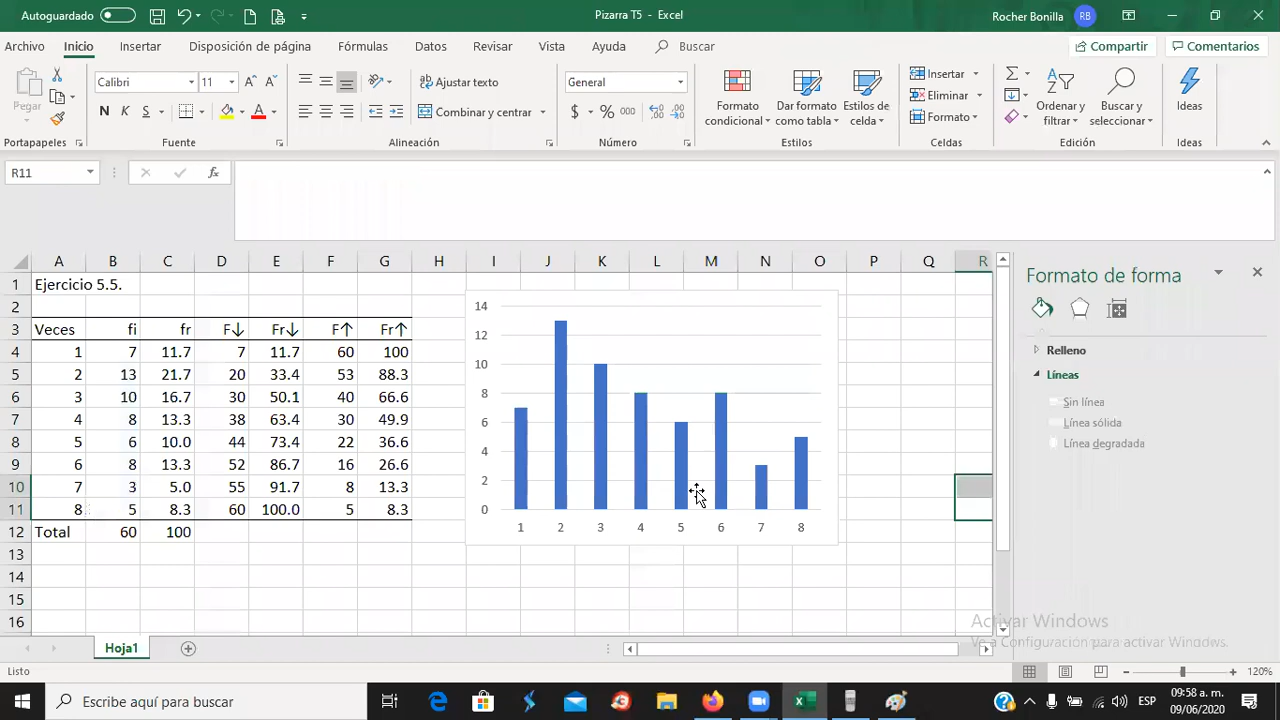 Autoguardado
Pizarra T5 - Excel
Rocher Bonilla RB
Archivo Inicio Insertar Disposición de página Fórmulas Datos Revisar Vista Ayuda Buscar Compartir Comentarios
Pegar
Calibri 11
N K S
Ajustar texto
Combinar y centrar
General
$ % 000
Formato condicional
Dar formato como tabla
Estilos de celda
Insertar
Eliminar
Formato
Ordenar y filtrar
Buscar y seleccionar
Ideas
Portapapeles Fuente Alineación Número Estilos Celdas Edición Ideas
R11 fx
A B C D E F G H I J K L M N O P Q R
1 Ejercicio 5.5.
2
3 Veces fi fr F↓ Fr↓ F↑ Fr↑
4 1 7 11.7 7 11.7 60 100
5 2 13 21.7 20 33.4 53 88.3
6 3 10 16.7 30 50.1 40 66.6
7 4 8 13.3 38 63.4 30 49.9
8 5 6 10.0 44 73.4 22 36.6
9 6 8 13.3 52 86.7 16 26.6
10 7 3 5.0 55 91.7 8 13.3
11 8 5 8.3 60 100.0 5 8.3
12 Total 60 100
13
14
15
16
14
12
10
8
6
4
2
0
1 2 3 4 5 6 7 8
Formato de forma
Relleno
Líneas
Sin línea
Línea sólida
Línea degradada
Activar Windows
Ve a Configuración para activar Windows.
Hoja1
Listo
120%
Escribe aquí para buscar
ESP
09:58 a. m.
09/06/2020